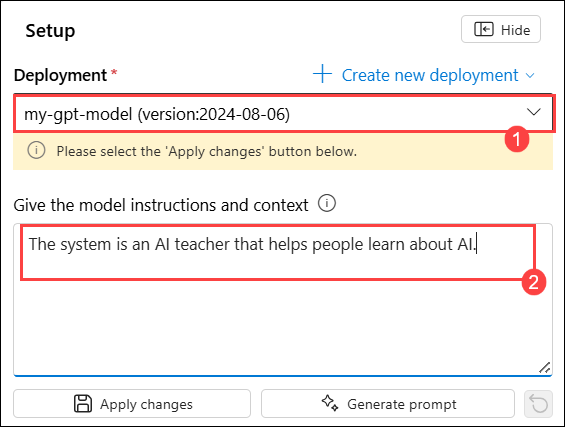 Setup
Hide
Deployment *
Create new deployment
my-gpt-model (version:2024-08-06)
1
Please select the 'Apply changes' button below.
Give the model instructions and context
The system is an AI teacher that helps people learn about AI.
2
Apply changes
Generate prompt